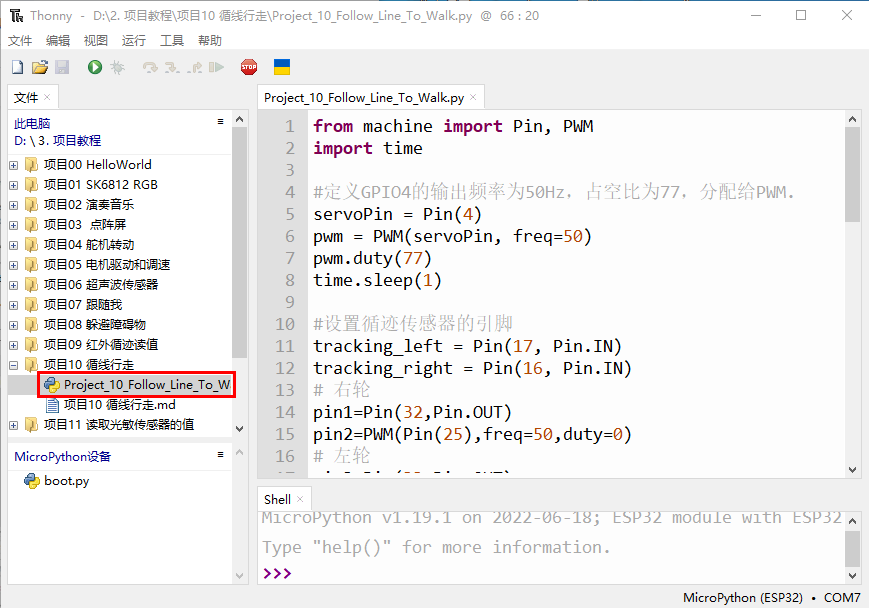 Thonny - D:\2. 项目教程\项目10 循线行走\Project_10_Follow_Line_To_Walk.py @ 66 : 20
文件 编辑 视图 运行 工具 帮助
STOP
文件
此电脑
D: \ 3. 项目教程
项目00 HelloWorld
项目01 SK6812 RGB
项目02 演奏音乐
项目03 点阵屏
项目04 舵机转动
项目05 电机驱动和调速
项目06 超声波传感器
项目07 跟随我
项目08 躲避障碍物
项目09 红外循迹读值
项目10 循线行走
Project_10_Follow_Line_To_W
项目10 循线行走.md
项目11 读取光敏传感器的值
MicroPython设备
boot.py
Project_10_Follow_Line_To_Walk.py
1 from machine import Pin, PWM
2 import time
3
4 #定义GPIO4的输出频率为50Hz，占空比为77，分配给PWM.
5 servoPin = Pin(4)
6 pwm = PWM(servoPin, freq=50)
7 pwm.duty(77)
8 time.sleep(1)
9
10 #设置循迹传感器的引脚
11 tracking_left = Pin(17, Pin.IN)
12 tracking_right = Pin(16, Pin.IN)
13 # 右轮
14 pin1=Pin(32,Pin.OUT)
15 pin2=PWM(Pin(25),freq=50,duty=0)
16 # 左轮
Shell
MicroPython v1.19.1 on 2022-06-18; ESP32 module with ESP32
Type "help()" for more information.
>>>
MicroPython (ESP32) • COM7